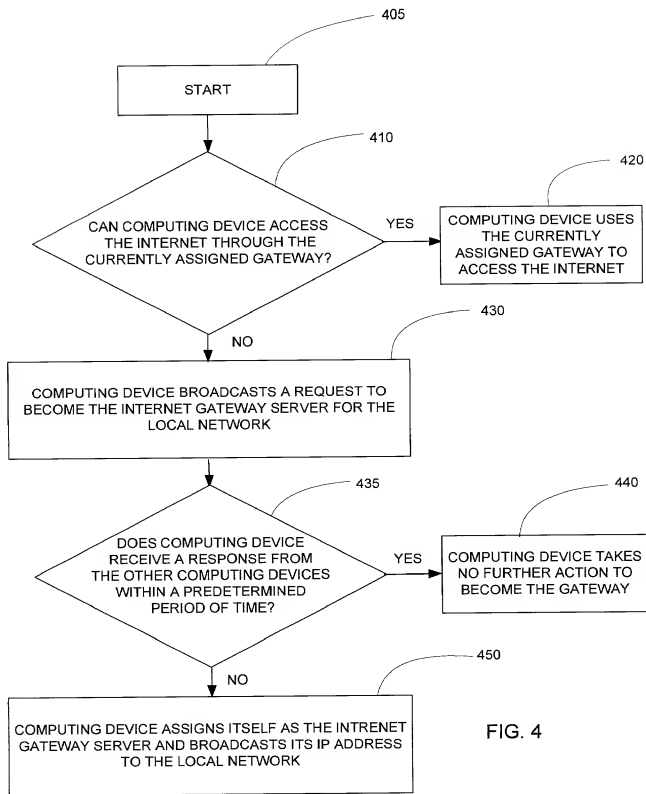 405
START
410
420
CAN COMPUTING DEVICE ACCESS
THE INTERNET THROUGH THE
CURRENTLY ASSIGNED GATEWAY?
YES
COMPUTING DEVICE USES
THE CURRENTLY
ASSIGNED GATEWAY TO
ACCESS THE INTERNET
NO
430
COMPUTING DEVICE BROADCASTS A REQUEST TO
BECOME THE INTERNET GATEWAY SERVER FOR THE
LOCAL NETWORK
435
440
DOES COMPUTING DEVICE
RECEIVE A RESPONSE FROM
THE OTHER COMPUTING DEVICES
WITHIN A PREDETERMINED
PERIOD OF TIME?
YES
COMPUTING DEVICE TAKES
NO FURTHER ACTION TO
BECOME THE GATEWAY
NO
450
COMPUTING DEVICE ASSIGNS ITSELF AS THE INTRENET
GATEWAY SERVER AND BROADCASTS ITS IP ADDRESS
TO THE LOCAL NETWORK
FIG. 4